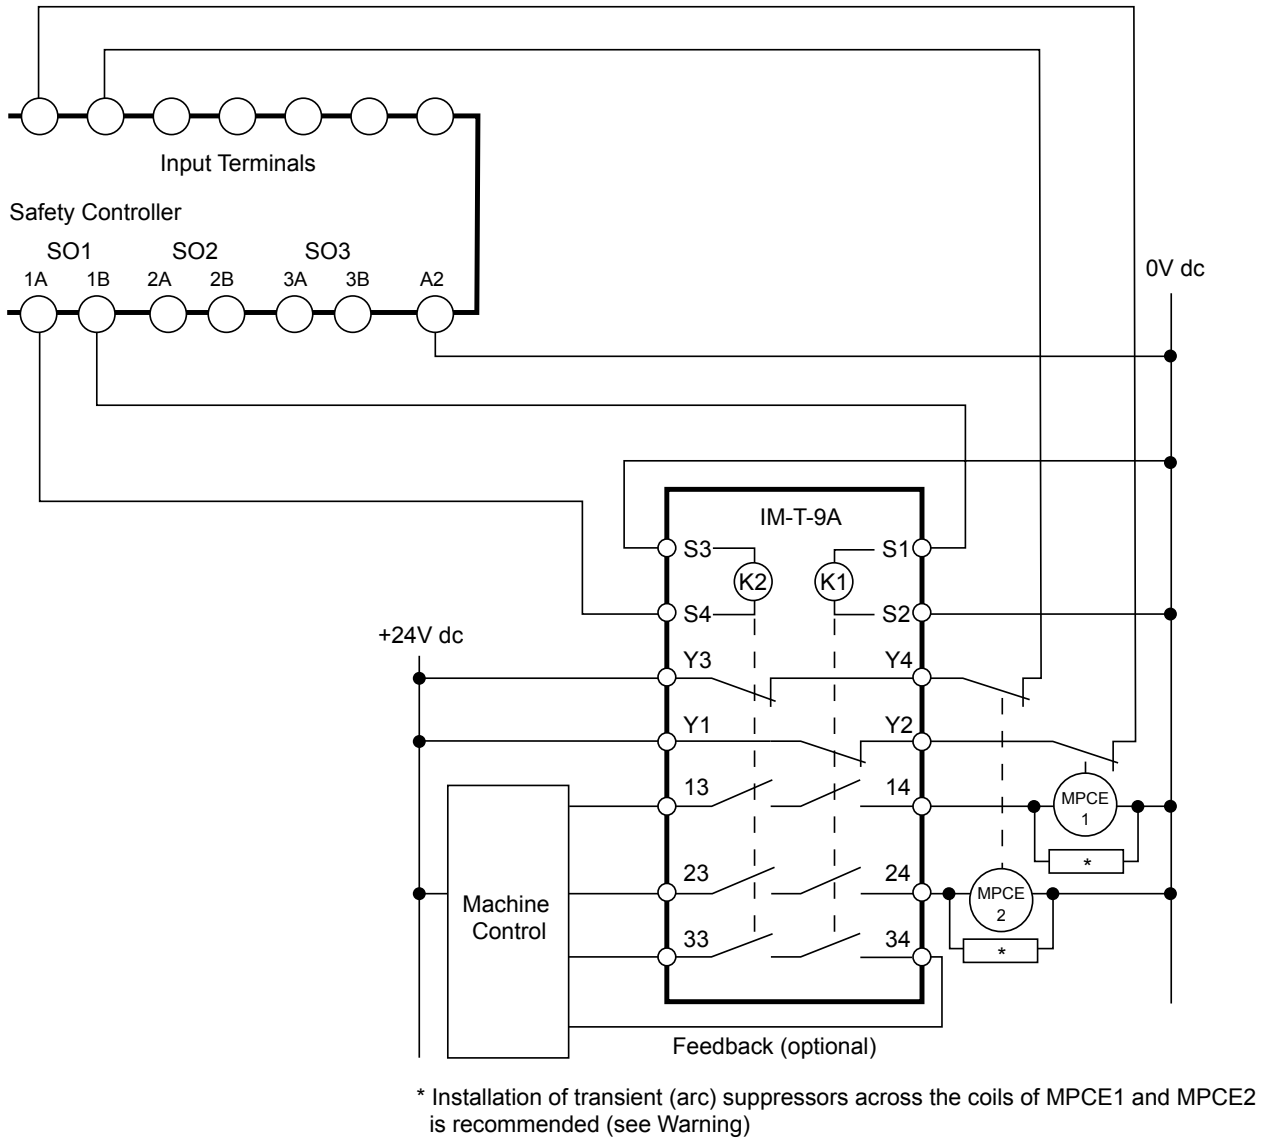 Input Terminals
Safety Controller
SO1 SO2 SO3
1A 1B 2A 2B 3A 3B A2
0V dc
IM-T-9A
S3 S1
K2 K1
S4 S2
+24V dc
Y3 Y4
Y1 Y2
13 14
MPCE
1
*
23 24
MPCE
2
Machine
Control
33 34
*
Feedback (optional)
* Installation of transient (arc) suppressors across the coils of MPCE1 and MPCE2
is recommended (see Warning)